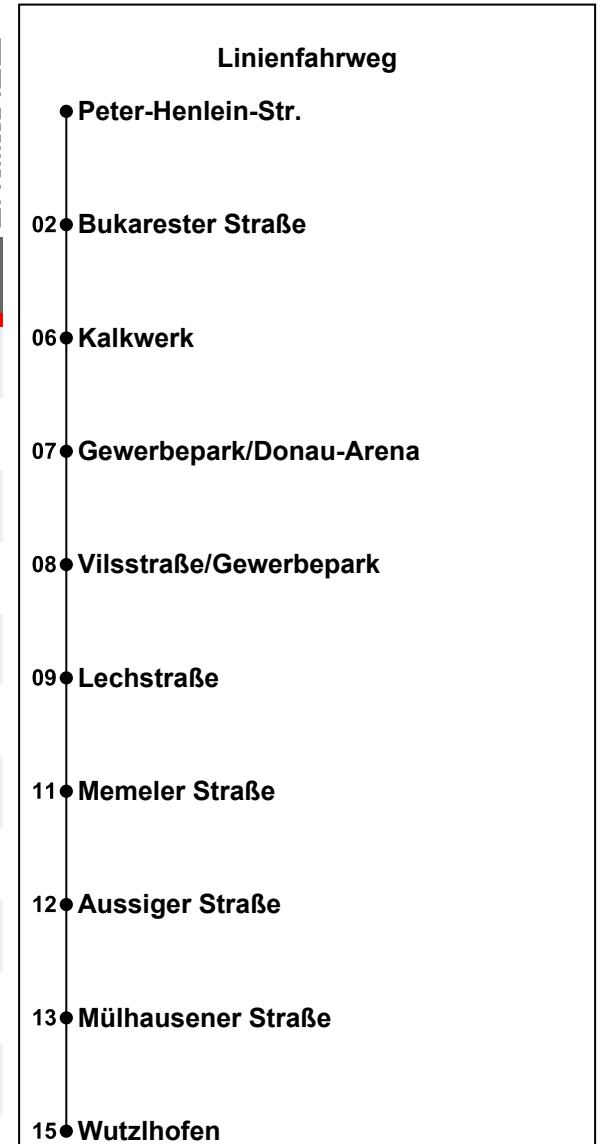 Linienfahrweg
Peter-Henlein-Str.
02 Bukarester Straße
06 Kalkwerk
07 Gewerbepark/Donau-Arena
08 Vilsstraße/Gewerbepark
09 Lechstraße
11 Memeler Straße
12 Aussiger Straße
13 Mülhausener Straße
15 Wutzlhofen